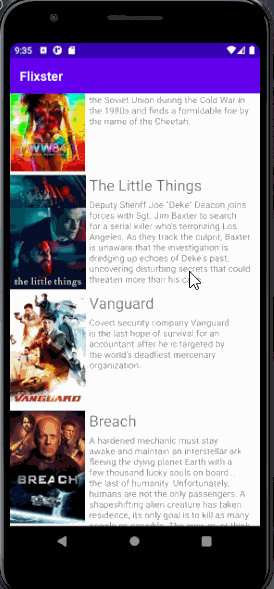 9:35
Flixster
WW84
the Soviet Union during the Cold War in
the 1980s and finds a formidable foe by
the name of the Cheetah.
The Little Things
Deputy Sheriff Joe "Deke" Deacon joins
forces with Sgt. Jim Baxter to search
for a serial killer who's terrorizing Los
Angeles. As they track the culprit, Baxter
is unaware that the investigation is
dredging up echoes of Deke's past,
uncovering disturbing secrets that could
threaten more than his
the little things
Vanguard
Covert security company Vanguard
is the last hope of survival for an
accountant after he is targeted by
the world's deadliest mercenary
organization.
VANGUARD
Breach
A hardened mechanic must stay
awake and maintain an interstellar ark
fleeing the dying planet Earth with a
few thousand lucky souls on board...
the last of humanity. Unfortunately,
humans are not the only passengers. A
shapeshifting alien creature has taken
residence, its only goal is to kill as many
BREACH